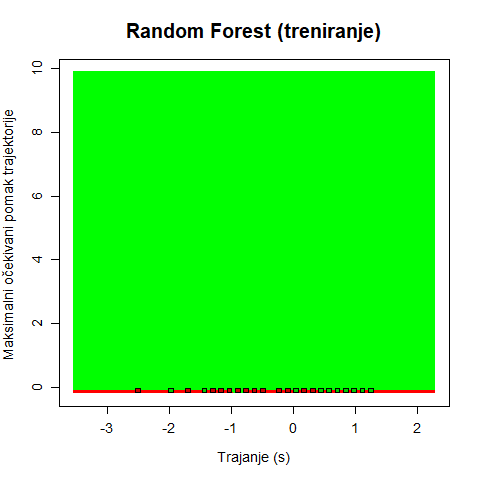 Random Forest (treniranje)
Maksimalni očekivani pomak trajektorije
10
8
6
4
2
0
-3 -2 -1 0 1 2
Trajanje (s)